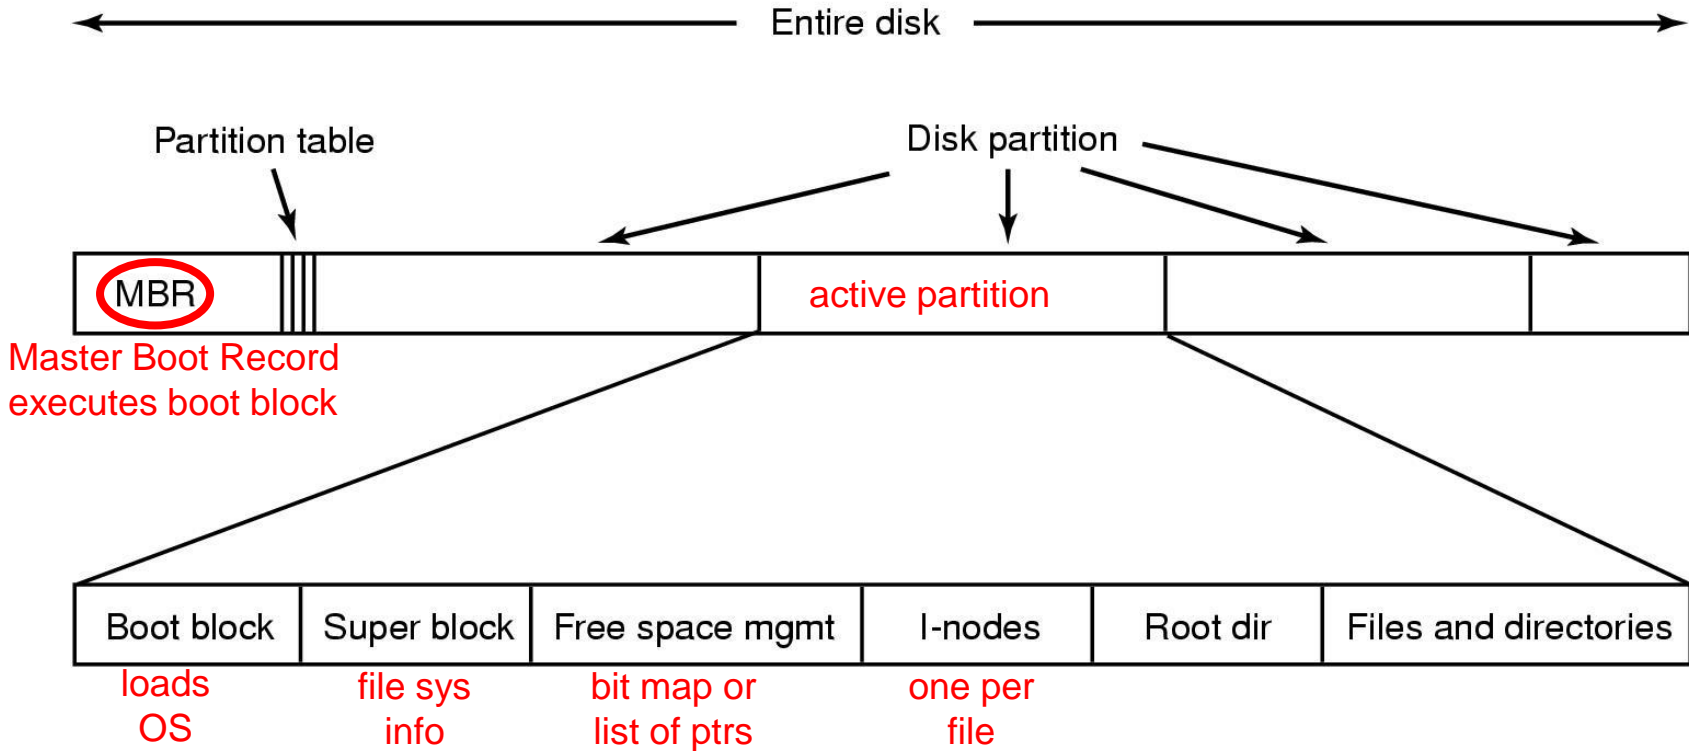 Entire disk
Partition table
Disk partition
MBR
active partition
Master Boot Record
executes boot block
Boot block
Super block
Free space mgmt
I-nodes
Root dir
Files and directories
loads
OS
file sys
info
bit map or
list of ptrs
one per
file